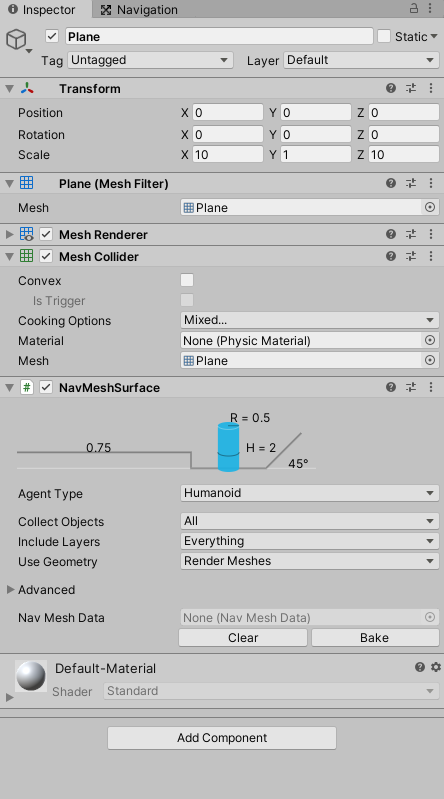 Inspector Navigation
Plane Static
Tag Untagged Layer Default
Transform
Position X 0 Y 0 Z 0
Rotation X 0 Y 0 Z 0
Scale X 10 Y 1 Z 10
Plane (Mesh Filter)
Mesh Plane
Mesh Renderer
Mesh Collider
Convex
Is Trigger
Cooking Options Mixed...
Material None (Physic Material)
Mesh Plane
# NavMeshSurface
R = 0.5
0.75 H = 2
45°
Agent Type Humanoid
Collect Objects All
Include Layers Everything
Use Geometry Render Meshes
Advanced
Nav Mesh Data None (Nav Mesh Data)
Clear Bake
Default-Material
Shader Standard
Add Component